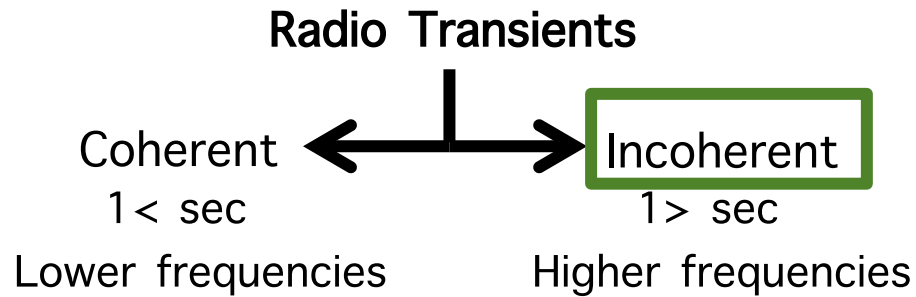 Radio Transients
Coherent
Incoherent
1< sec
1> sec
Lower frequencies
Higher frequencies